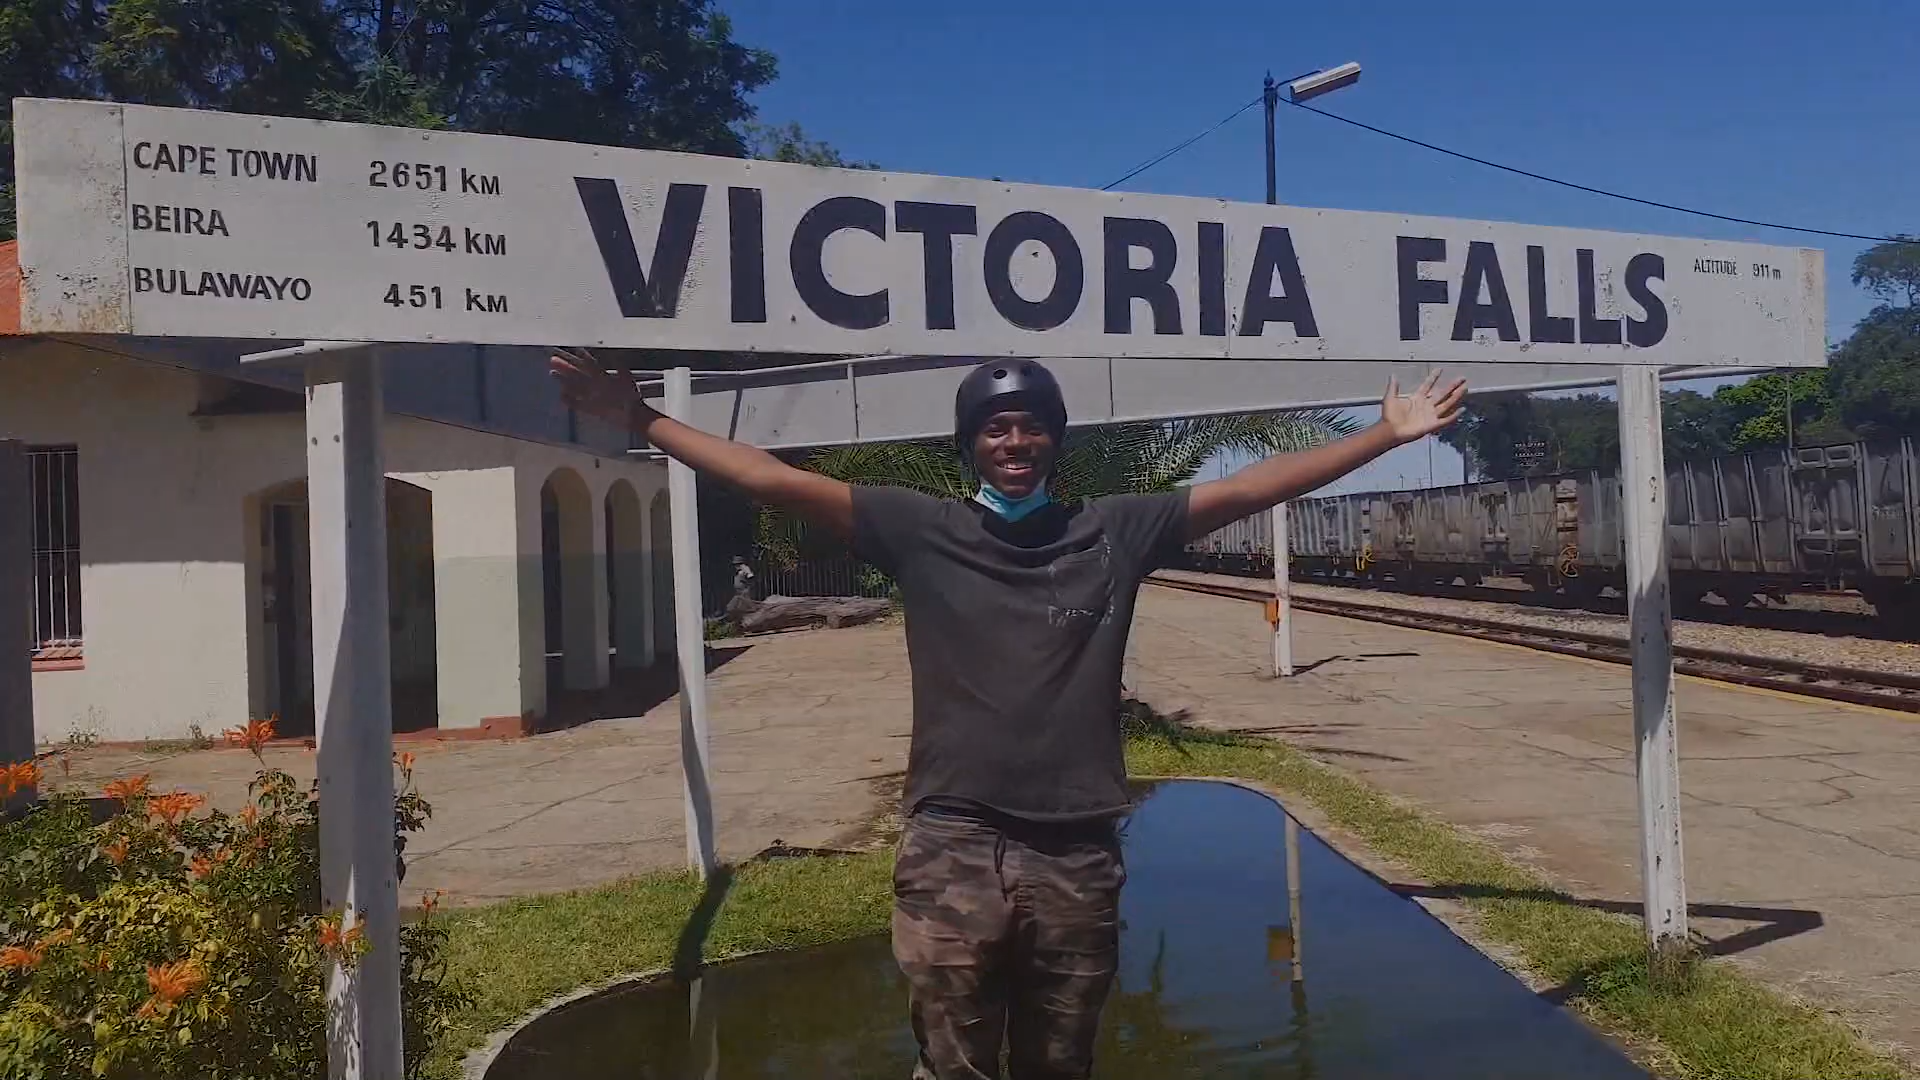 CAPE TOWN 2651 KM
BEIRA 1434 KM
BULAWAYO 451 KM
VICTORIA FALLS
ALTITUDE 911 m